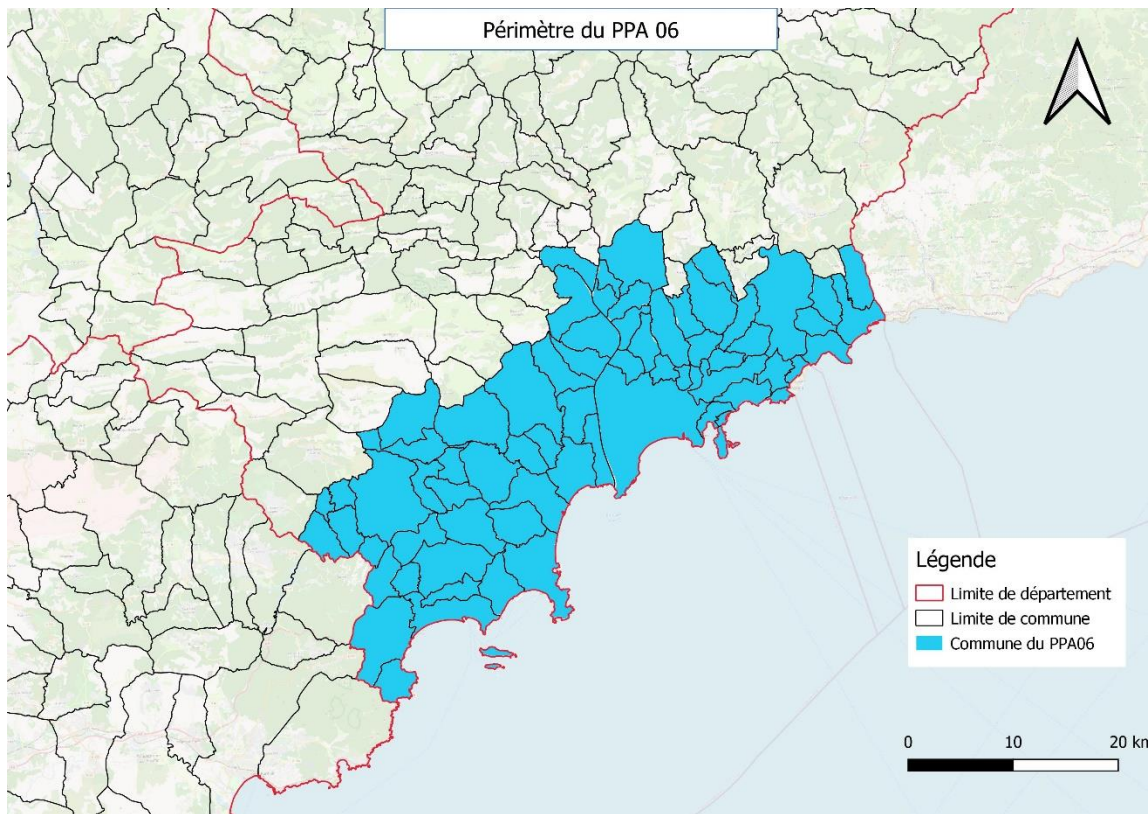 Périmètre du PPA 06
Légende
Limite de département
Limite de commune
Commune du PPA06
0 10 20 km